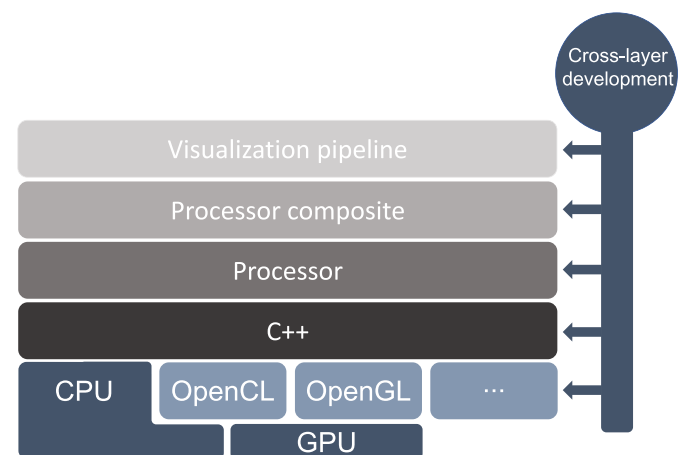 Cross-layer
development
Visualization pipeline
Processor composite
Processor
C++
CPU
OpenCL
OpenGL
...
GPU